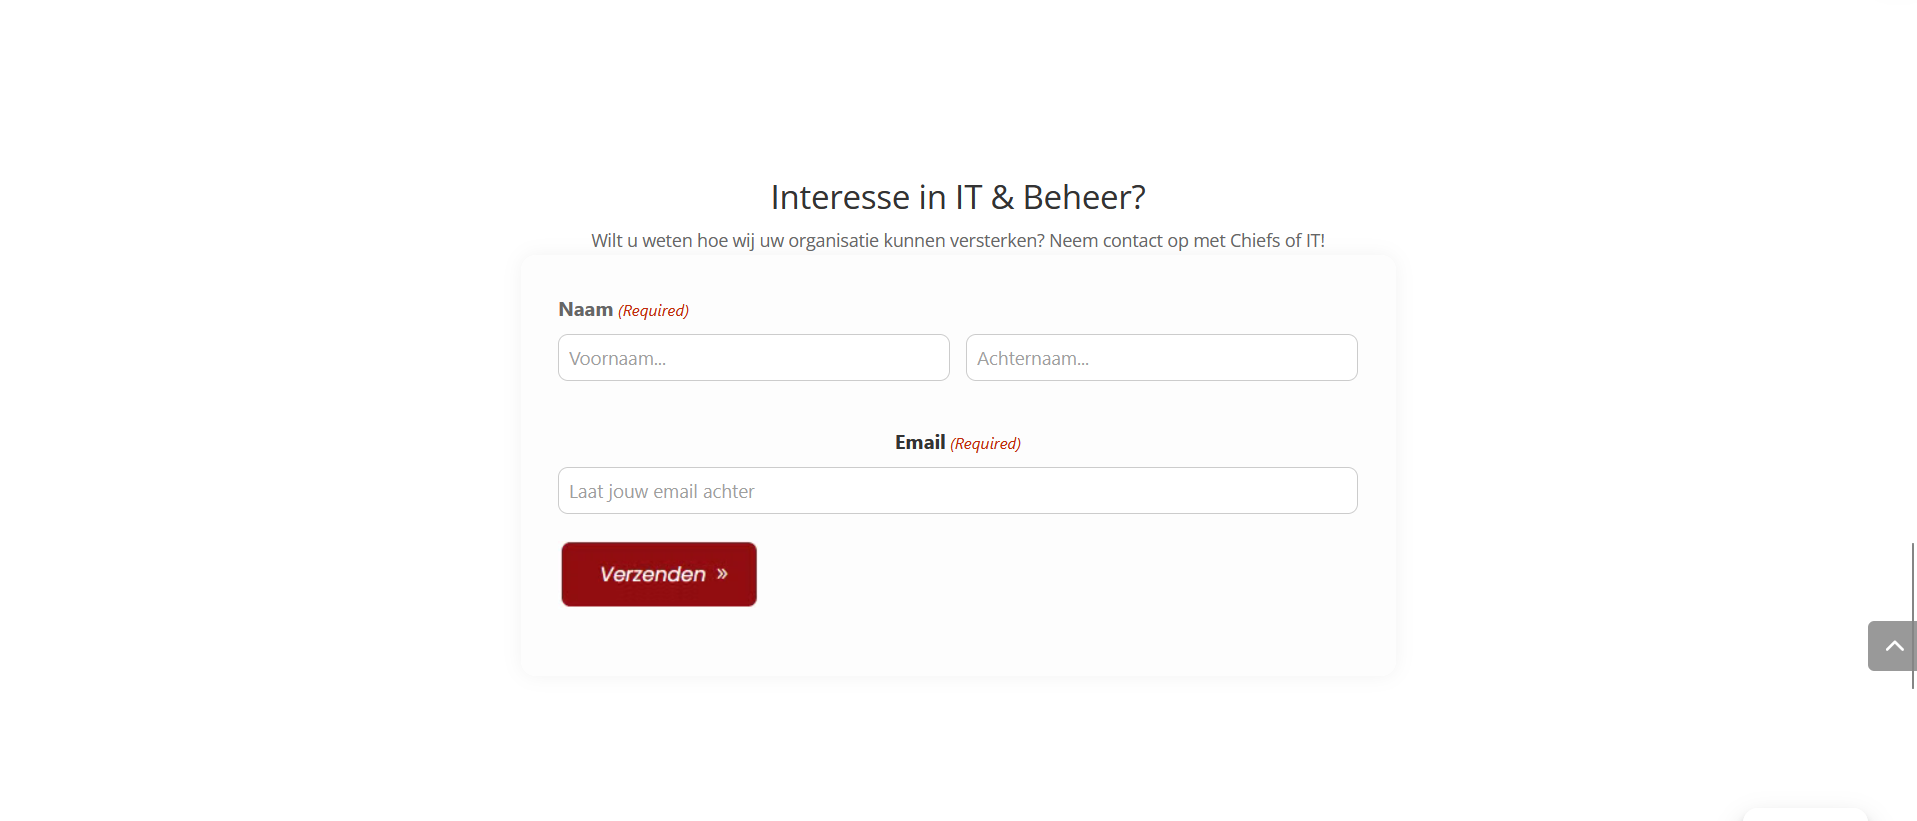 Interesse in IT & Beheer?
Wilt u weten hoe wij uw organisatie kunnen versterken? Neem contact op met Chiefs of IT!
Naam (Required)
Voornaam... Achternaam...
Email (Required)
Laat jouw email achter
Verzenden »